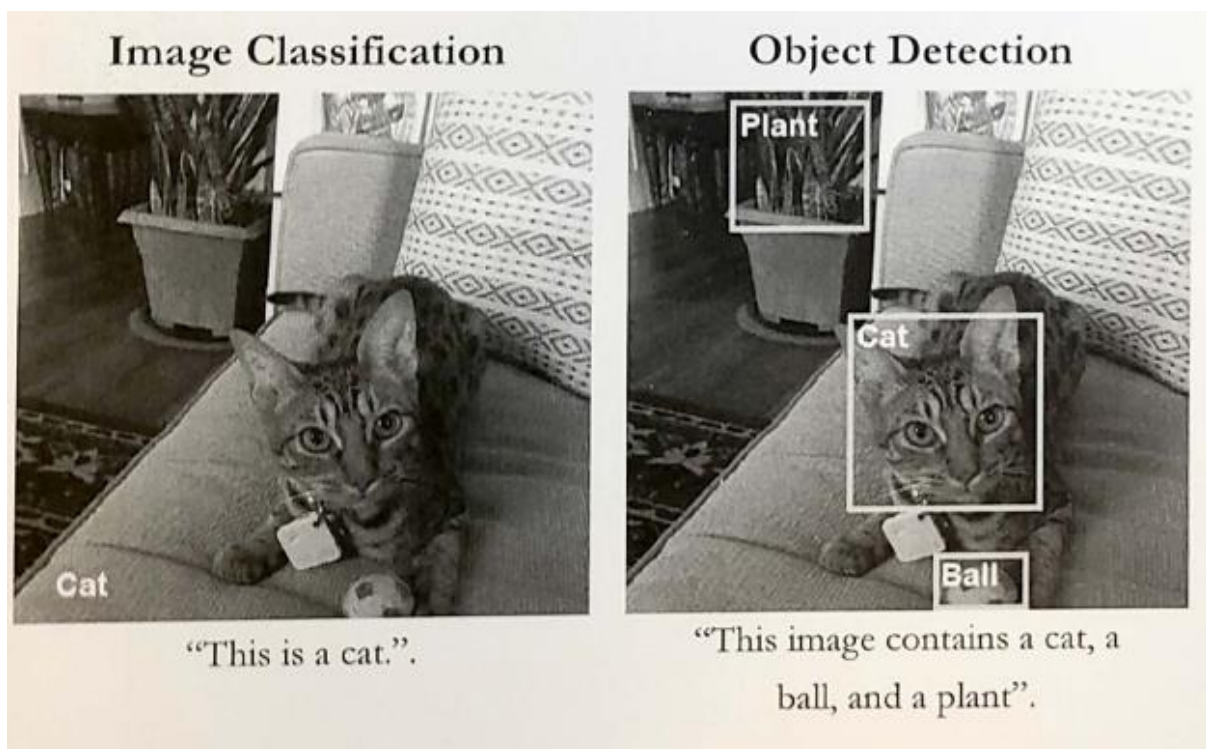 Image Classification
Object Detection
Cat
Plant
Cat
Ball
“This is a cat.”.
“This image contains a cat, a
ball, and a plant”.